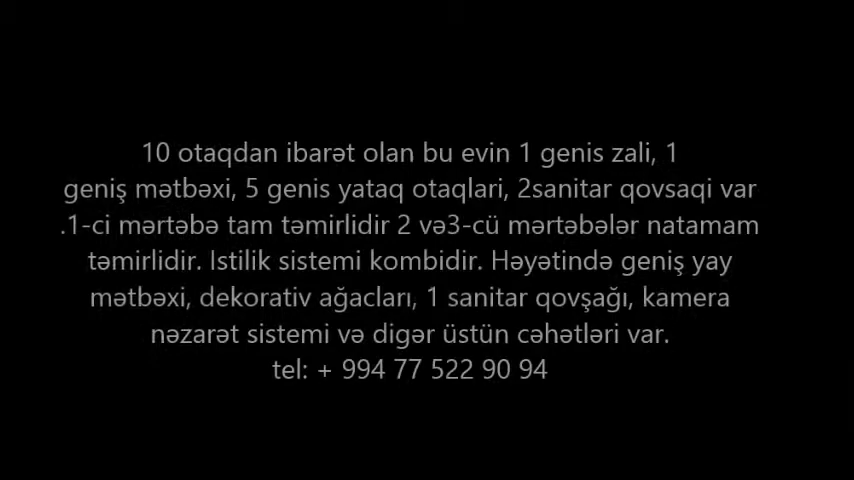 10 otaqdan ibarət olan bu evin 1 genis zali, 1
geniş mətbəxi, 5 genis yataq otaqlari, 2sanitar qovsaqi var
.1-ci mərtəbə tam təmirlidir 2 və3-cü mərtəbələr natamam
təmirlidir. Istilik sistemi kombidir. Həyətində geniş yay
mətbəxi, dekorativ ağacları, 1 sanitar qovşağı, kamera
nəzarət sistemi və digər üstün cəhətləri var.
tel: + 994 77 522 90 94